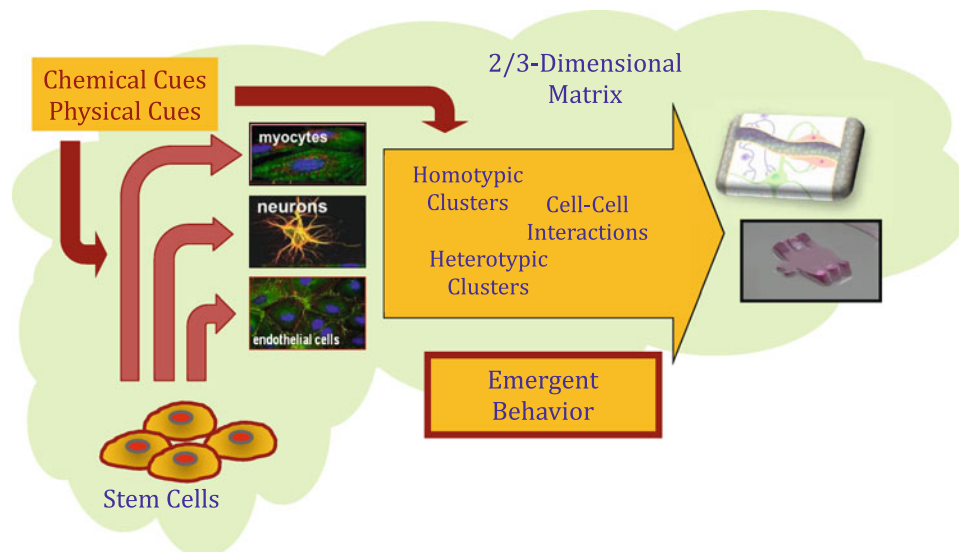 Chemical Cues
Physical Cues
2/3-Dimensional
Matrix
myocytes
neurons
endothelial cells
Homotypic
Clusters
Cell-Cell
Interactions
Heterotypic
Clusters
Emergent
Behavior
Stem Cells